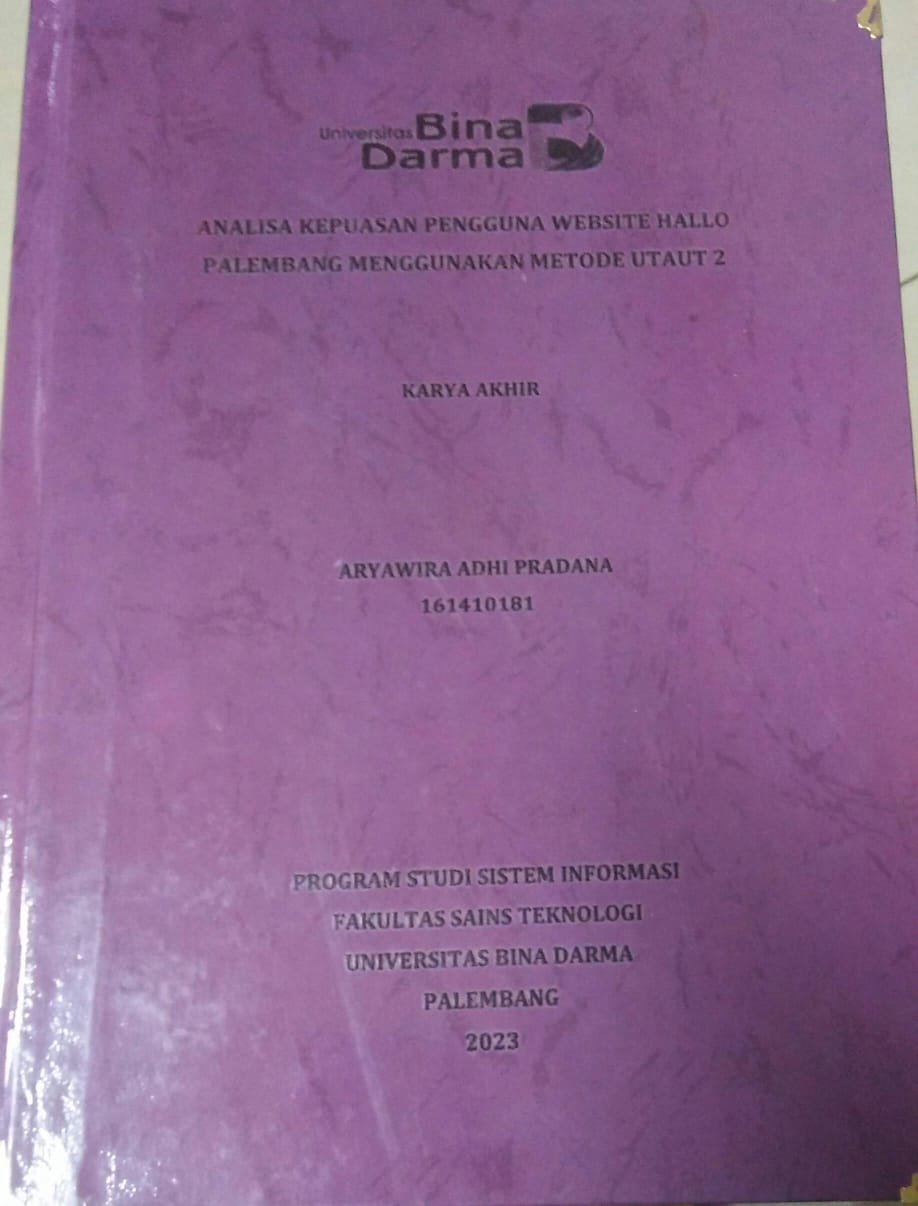 Universitas Bina
Darma
ANALISA KEPUASAN PENGGUNA WEBSITE HALLO
PALEMBANG MENGGUNAKAN METODE UTAUT 2
KARYA AKHIR
ARYAWIRA ADHI PRADANA
161410181
PROGRAM STUDI SISTEM INFORMASI
FAKULTAS SAINS TEKNOLOGI
UNIVERSITAS BINA DARMA
PALEMBANG
2023